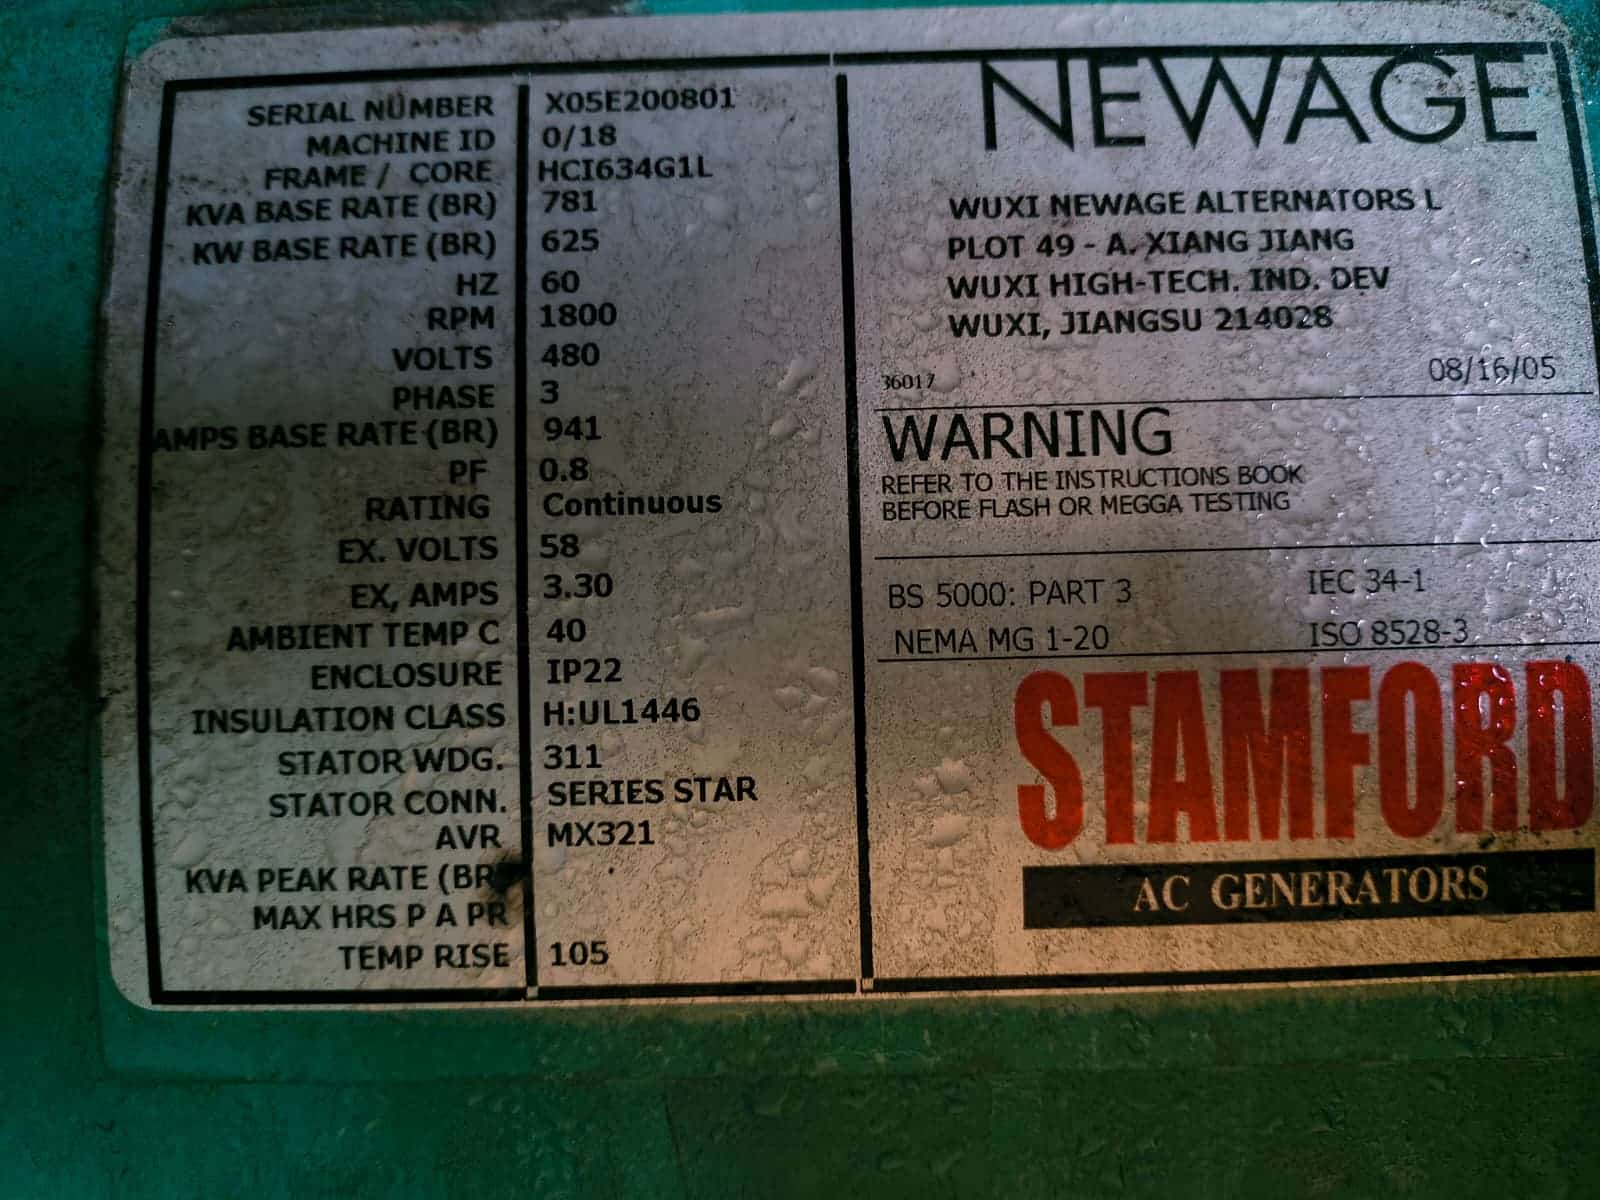 SERIAL NUMBER X05E200801
MACHINE ID 0/18
FRAME / CORE HCI634G1L
KVA BASE RATE (BR) 781
KW BASE RATE (BR) 625
HZ 60
RPM 1800
VOLTS 480
PHASE 3
AMPS BASE RATE (BR) 941
PF 0.8
RATING Continuous
EX. VOLTS 58
EX, AMPS 3.30
AMBIENT TEMP C 40
ENCLOSURE IP22
INSULATION CLASS H:UL1446
STATOR WDG. 311
STATOR CONN. SERIES STAR
AVR MX321
KVA PEAK RATE (BR
MAX HRS P A PR
TEMP RISE 105
NEWAGE
WUXI NEWAGE ALTERNATORS L
PLOT 49 - A. XIANG JIANG
WUXI HIGH-TECH. IND. DEV
WUXI, JIANGSU 214028
36017 08/16/05
WARNING
REFER TO THE INSTRUCTIONS BOOK
BEFORE FLASH OR MEGGA TESTING
BS 5000: PART 3 IEC 34-1
NEMA MG 1-20 ISO 8528-3
STAMFORD
AC GENERATORS